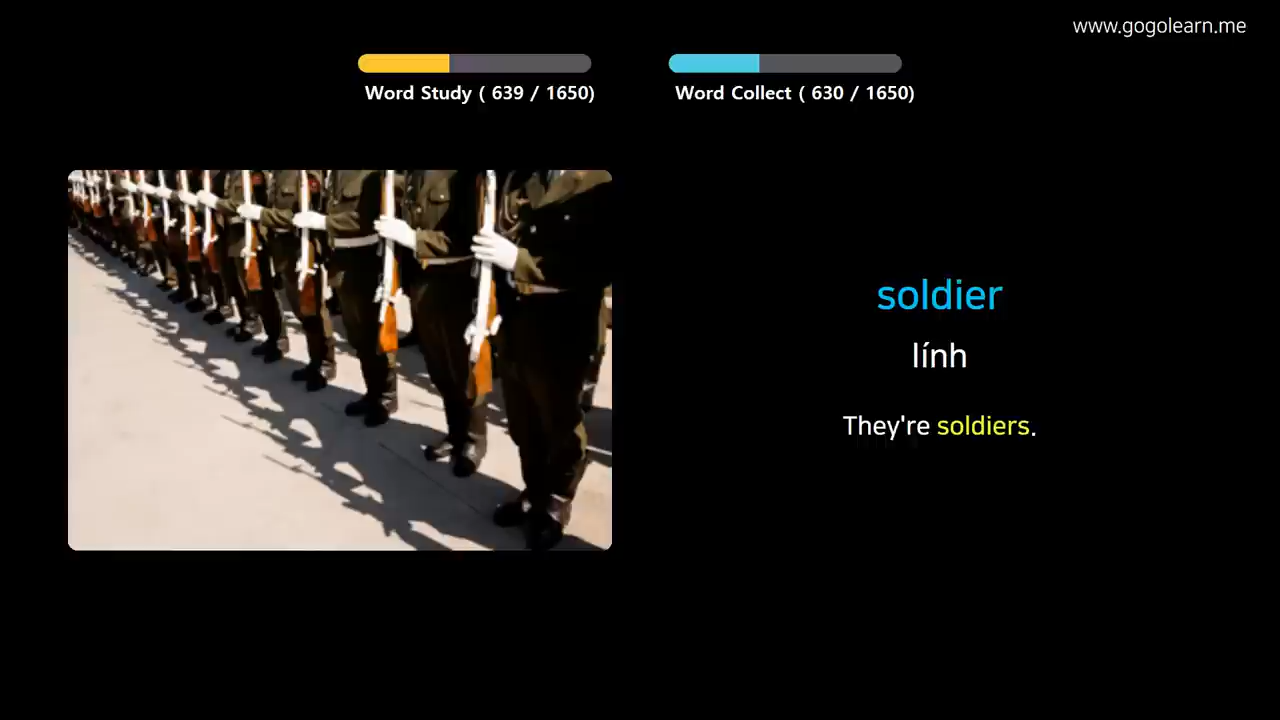 www.gogolearn.me
Word Study ( 639 / 1650)
Word Collect ( 630 / 1650)
soldier
lính
They're soldiers.